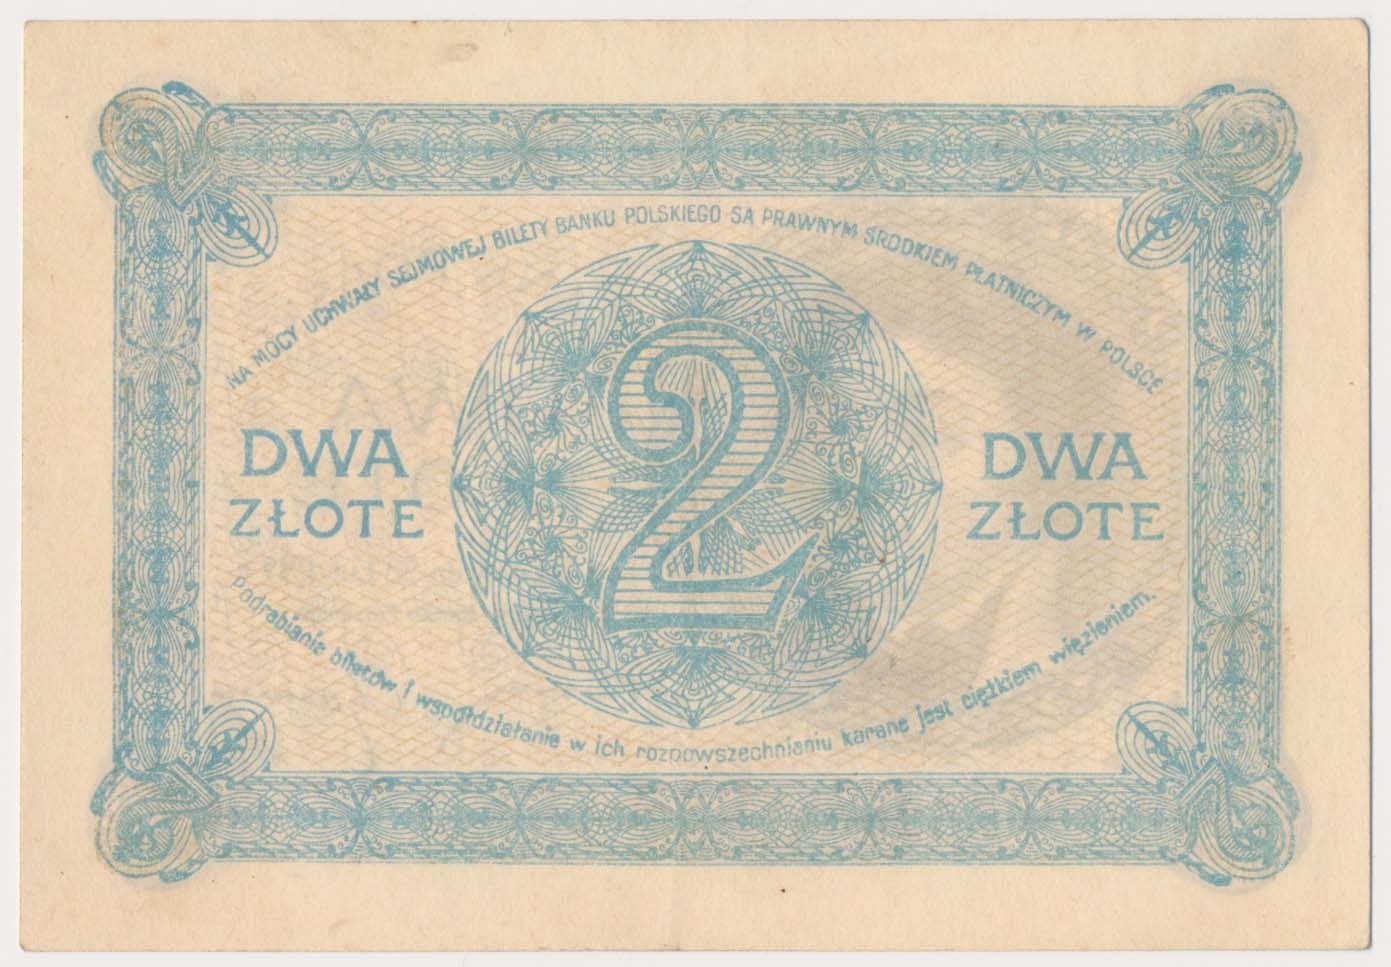 NA MOCY UCHWAŁY SEJMOWEJ BILETY BANKU POLSKIEGO SA PRAWNYM ŚRODKIEM PŁATNICZYM W POLSCE
DWA
ZŁOTE
2
DWA
ZŁOTE
Podrabianie biletów i współdziałanie w ich rozpowszechnianiu karane jest ciężkiem więzieniem.